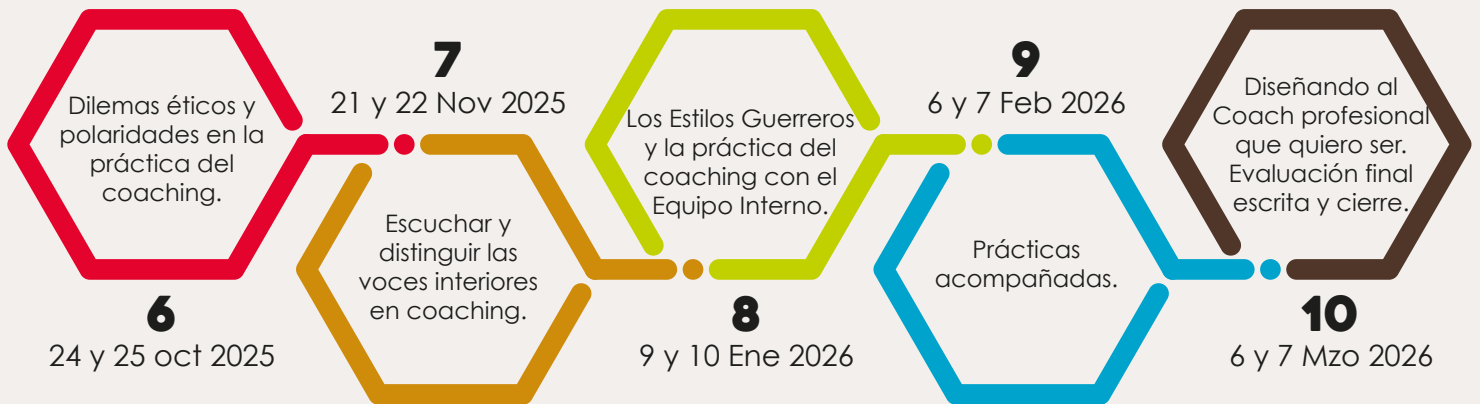 Dilemas éticos y
polaridades en la
práctica del
coaching.
6
24 y 25 oct 2025
7
21 y 22 Nov 2025
Escuchar y
distinguir las
voces interiores
en coaching.
Los Estilos Guerreros
y la práctica del
coaching con el
Equipo Interno.
8
9 y 10 Ene 2026
9
6 y 7 Feb 2026
Prácticas
acompañadas.
Diseñando al
Coach profesional
que quiero ser.
Evaluación final
escrita y cierre.
10
6 y 7 Mzo 2026